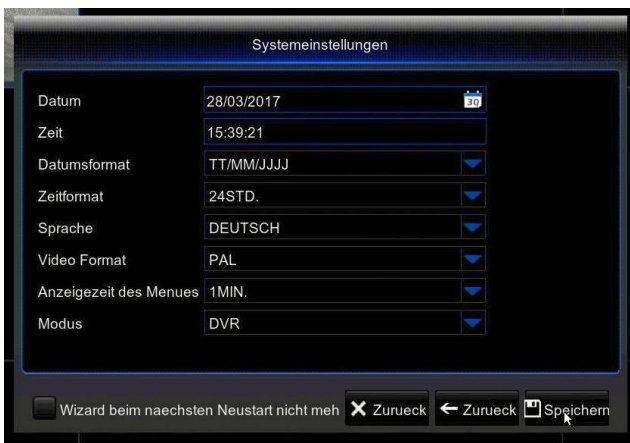 Systemeinstellungen
Datum 28/03/2017 30
Zeit 15:39:21
Datumsformat TT/MM/JJJJ
Zeitformat 24STD.
Sprache DEUTSCH
Video Format PAL
Anzeigezeit des Menues 1MIN.
Modus DVR
Wizard beim naechsten Neustart nicht meh Zurueck Zurueck Speichern